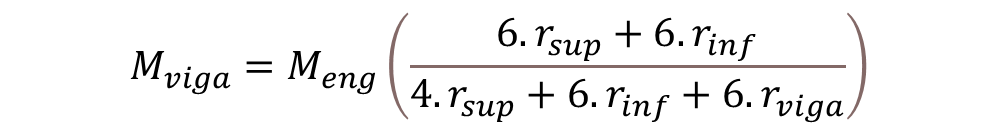 M_viga = M_eng ( (6.r_sup + 6.r_inf) / (4.r_sup + 6.r_inf + 6.r_viga) )